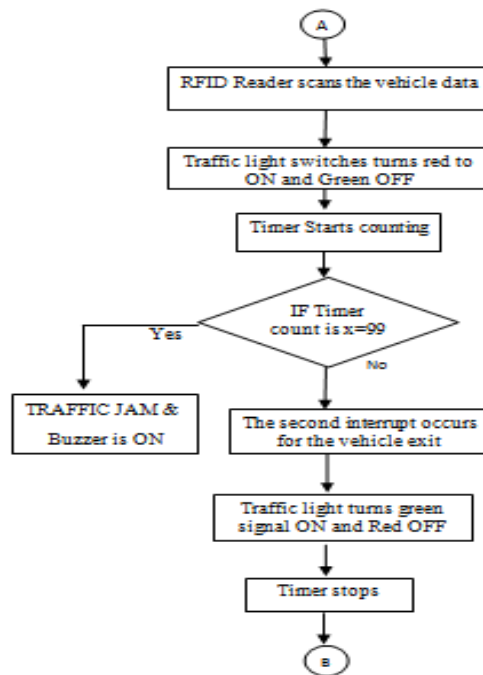 A
RFID Reader scans the vehicle data
Traffic light switches turns red to
ON and Green OFF
Timer Starts counting
IF Timer
count is x=99
Yes
No
TRAFFIC JAM &
Buzzer is ON
The second interrupt occurs
for the vehicle exit
Traffic light turns green
signal ON and Red OFF
Timer stops
B